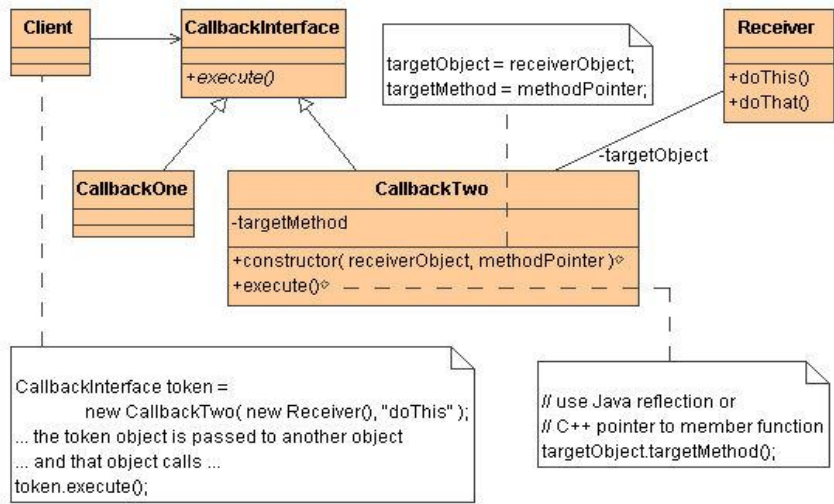 Client
CallbackInterface
+execute()
targetObject = receiverObject;
targetMethod = methodPointer;
Receiver
+doThis()
+doThat()
-targetObject
CallbackOne
CallbackTwo
-targetMethod
+constructor( receiverObject, methodPointer )
+execute()
CallbackInterface token =
new CallbackTwo( new Receiver(), "doThis" );
... the token object is passed to another object
... and that object calls ...
token.execute();
// use Java reflection or
// C++ pointer to member function
targetObject.targetMethod();